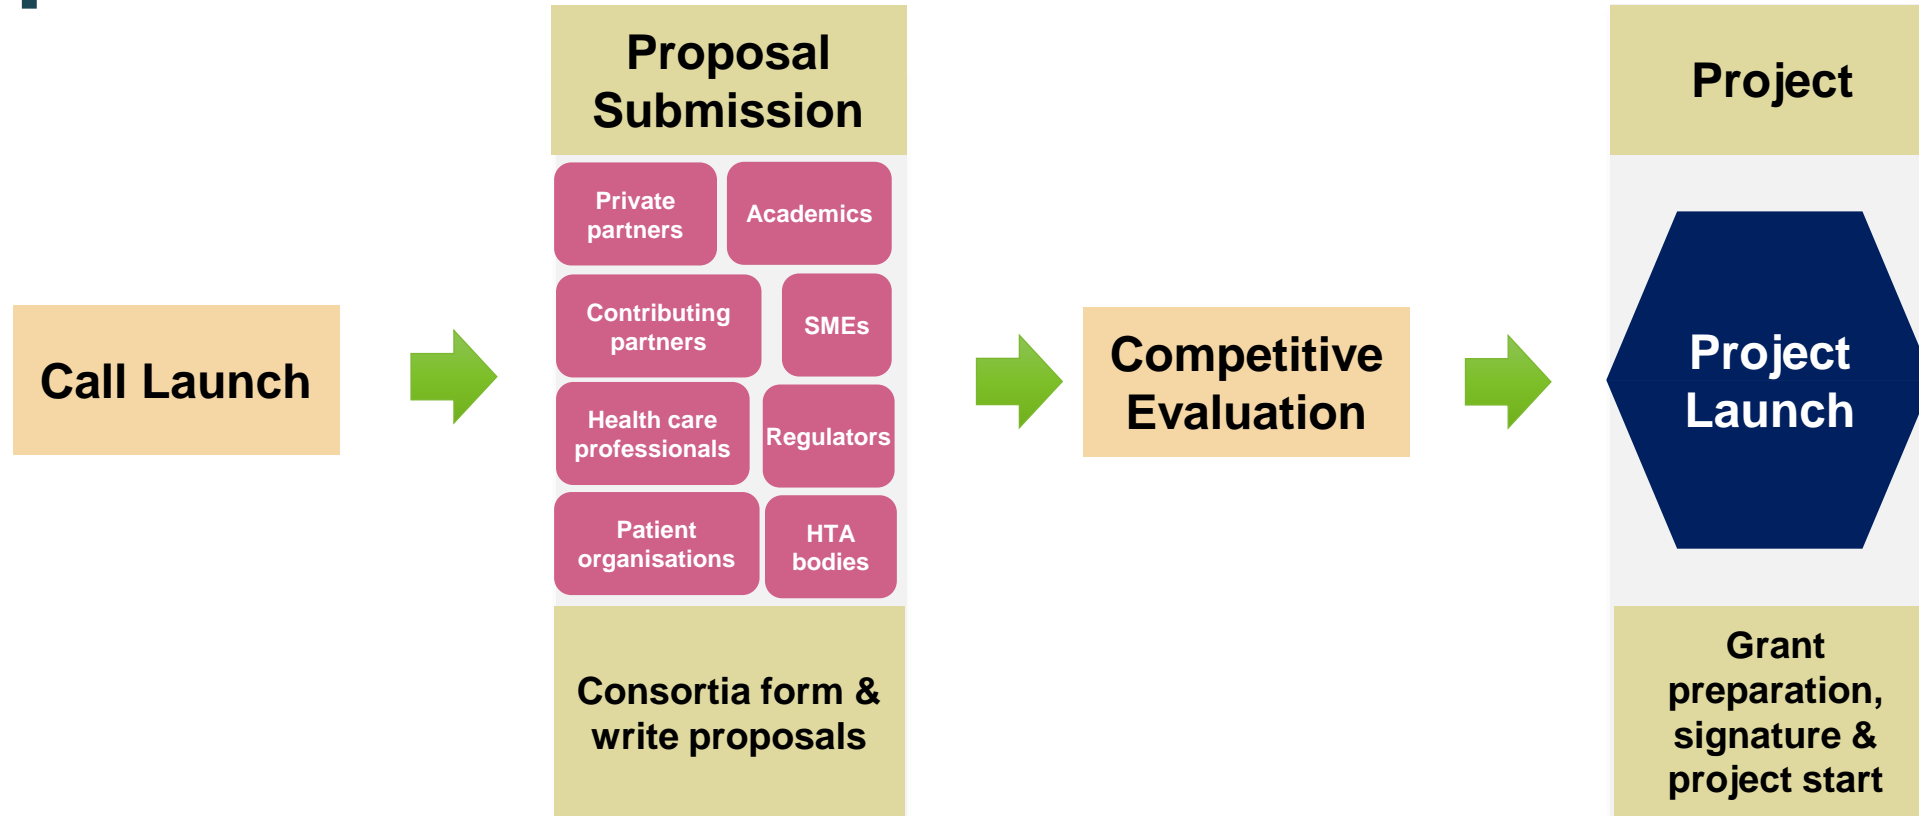 Call Launch
Proposal
Submission
Private
partners
Academics
Contributing
partners
SMEs
Health care
professionals
Regulators
Patient
organisations
HTA
bodies
Consortia form &
write proposals
Competitive
Evaluation
Project
Project
Launch
Grant
preparation,
signature &
project start